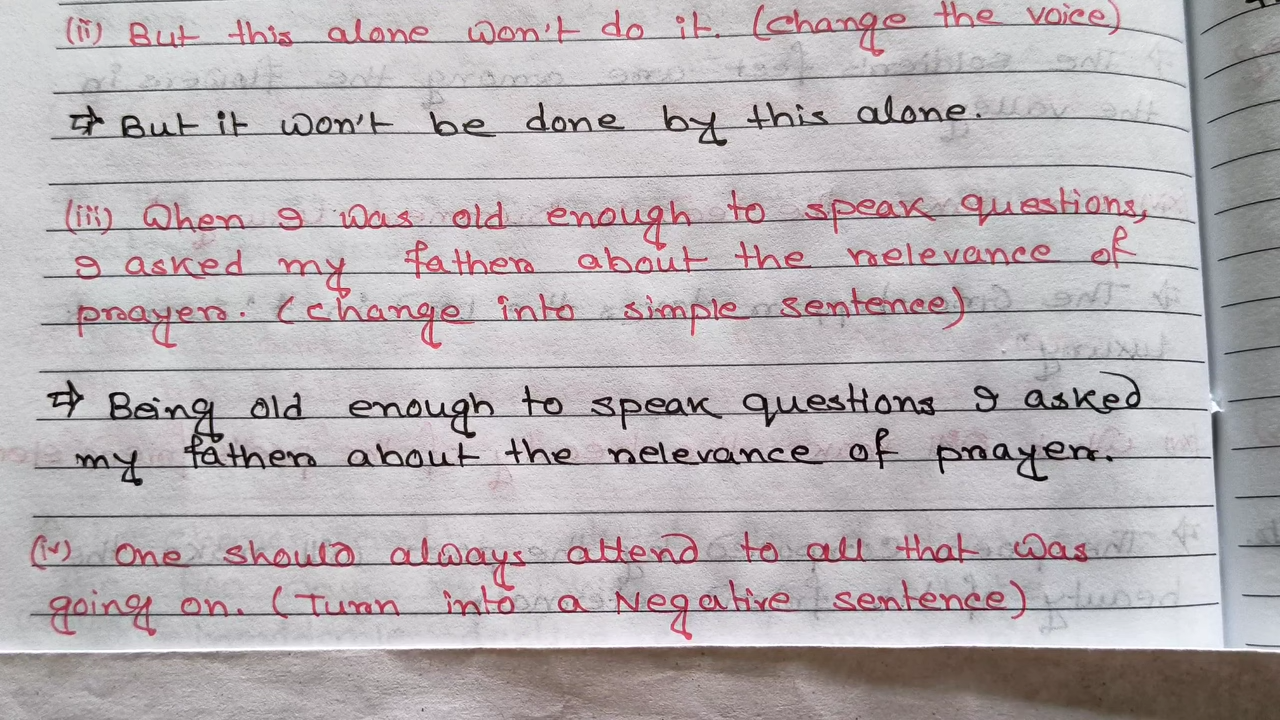 (ii) But this alone won't do it. (change the voice)
⇒ But it won't be done by this alone.
(iii) When I was old enough to speak questions,
I asked my father about the relevance of
prayer. (change into simple sentence)
⇒ Being old enough to speak questions I asked
my father about the relevance of prayer.
(iv) One should always attend to all that was
going on. (Turn into a Negative sentence)